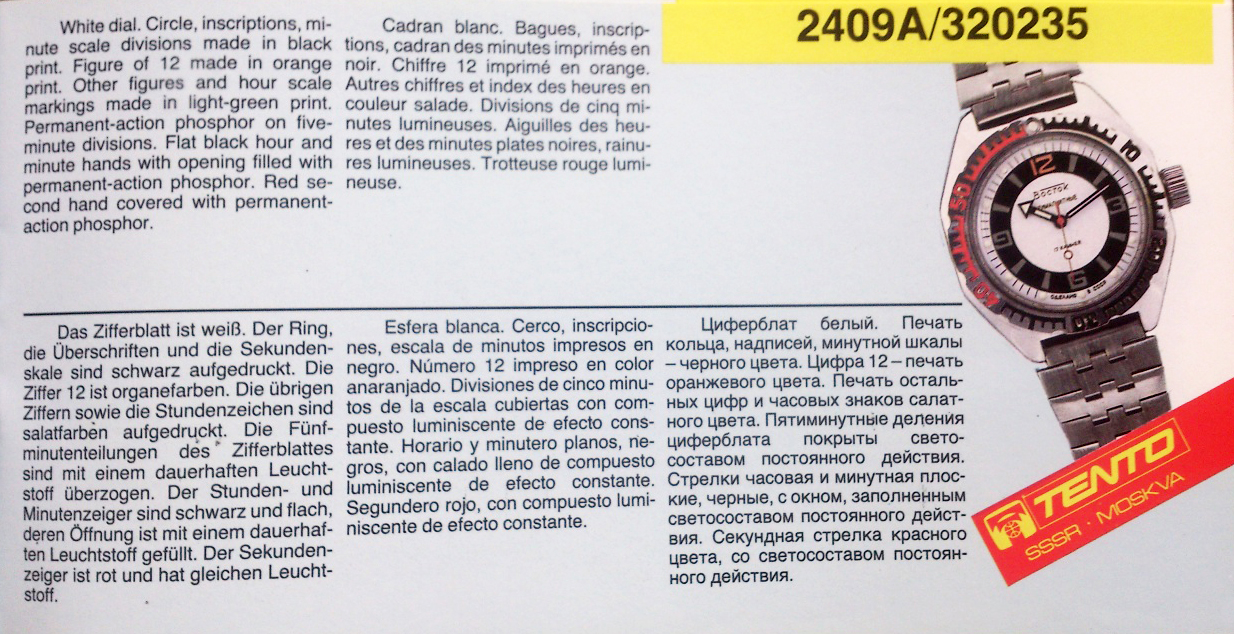 White dial. Circle, inscriptions, mi-
nute scale divisions made in black
print. Figure of 12 made in orange
print. Other figures and hour scale
markings made in light-green print.
Permanent-action phosphor on five-
minute divisions. Flat black hour and
minute hands with opening filled with
permanent-action phosphor. Red se-
cond hand covered with permanent-
action phosphor.
Cadran blanc. Bagues, inscrip-
tions, cadran des minutes imprimés en
noir. Chiffre 12 imprimé en orange.
Autres chiffres et index des heures en
couleur salade. Divisions de cinq mi-
nutes lumineuses. Aiguilles des heu-
res et des minutes plates noires, rainu-
res lumineuses. Trotteuse rouge lumi-
neuse.
2409A/320235
12
Восток
17 камней
сделано в СССР
10
50
40
30
6
9
Das Zifferblatt ist weiß. Der Ring,
die Überschriften und die Sekunden-
skale sind schwarz aufgedruckt. Die
Ziffer 12 ist organefarben. Die übrigen
Ziffern sowie die Stundenzeichen sind
salatfarben aufgedruckt. Die Fünf-
minutenteilungen des Zifferblattes
sind mit einem dauerhaften Leucht-
stoff überzogen. Der Stunden- und
Minutenzeiger sind schwarz und flach,
deren Öffnung ist mit einem dauerhaf-
ten Leuchtstoff gefüllt. Der Sekunden-
zeiger ist rot und hat gleichen Leucht-
stoff.
Esfera blanca. Cerco, inscripcio-
nes, escala de minutos impresos en
negro. Número 12 impreso en color
anaranjado. Divisiones de cinco minu-
tos de la escala cubiertas con com-
puesto luminiscente de efecto cons-
tante. Horario y minutero planos, ne-
gros, con calado lleno de compuesto
luminiscente de efecto constante.
Segundero rojo, con compuesto lumi-
niscente de efecto constante.
Циферблат белый. Печать
кольца, надписей, минутной шкалы
– черного цвета. Цифра 12 – печать
оранжевого цвета. Печать осталь-
ных цифр и часовых знаков салат-
ного цвета. Пятиминутные деления
циферблата покрыты свето-
составом постоянного действия.
Стрелки часовая и минутная плос-
кие, черные, с окном, заполненным
светосоставом постоянного дейст-
вия. Секундная стрелка красного
цвета, со светосоставом постоян-
ного действия.
TENTO
SSSR · MOSKVA